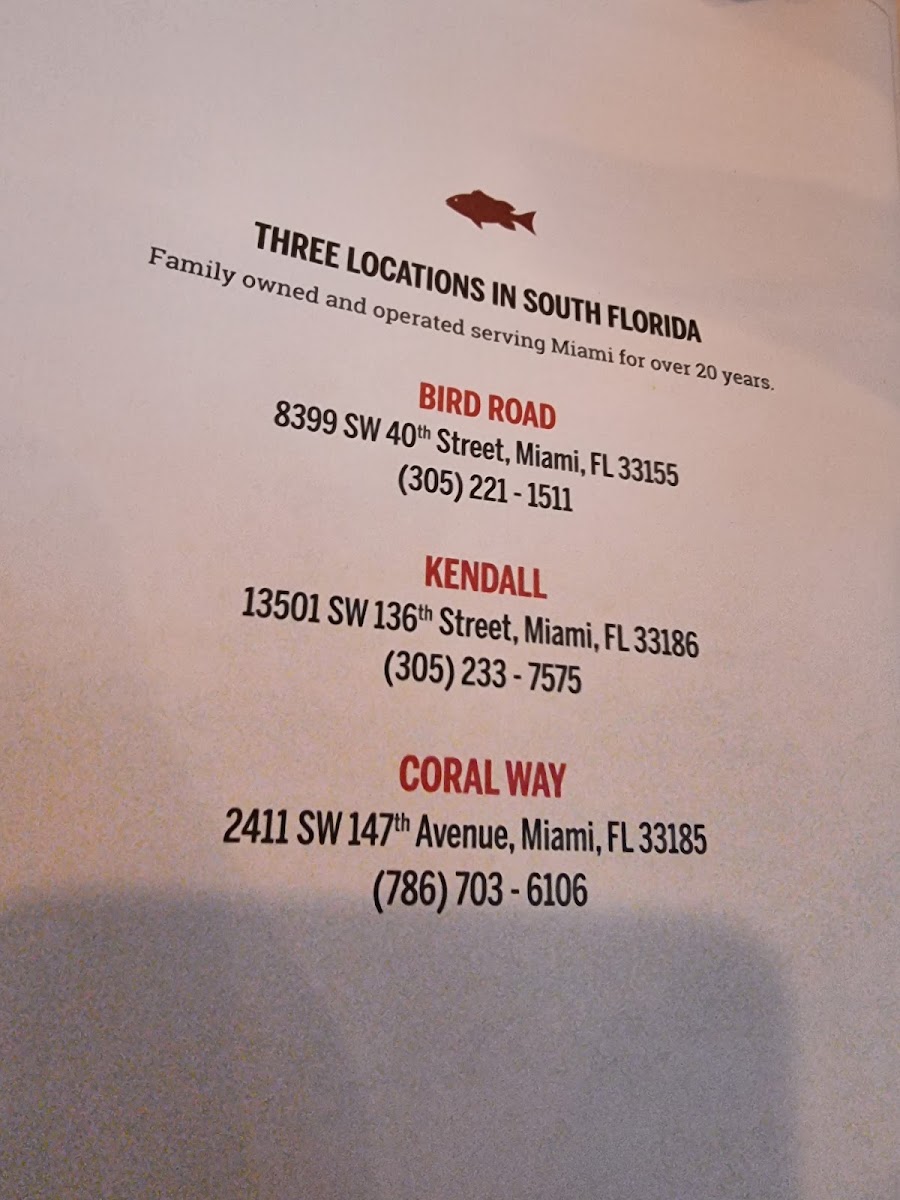 THREE LOCATIONS IN SOUTH FLORIDA
Family owned and operated serving Miami for over 20 years.
BIRD ROAD
8399 SW 40th Street, Miami, FL 33155
(305) 221 - 1511
KENDALL
13501 SW 136th Street, Miami, FL 33186
(305) 233 - 7575
CORAL WAY
2411 SW 147th Avenue, Miami, FL 33185
(786) 703 - 6106